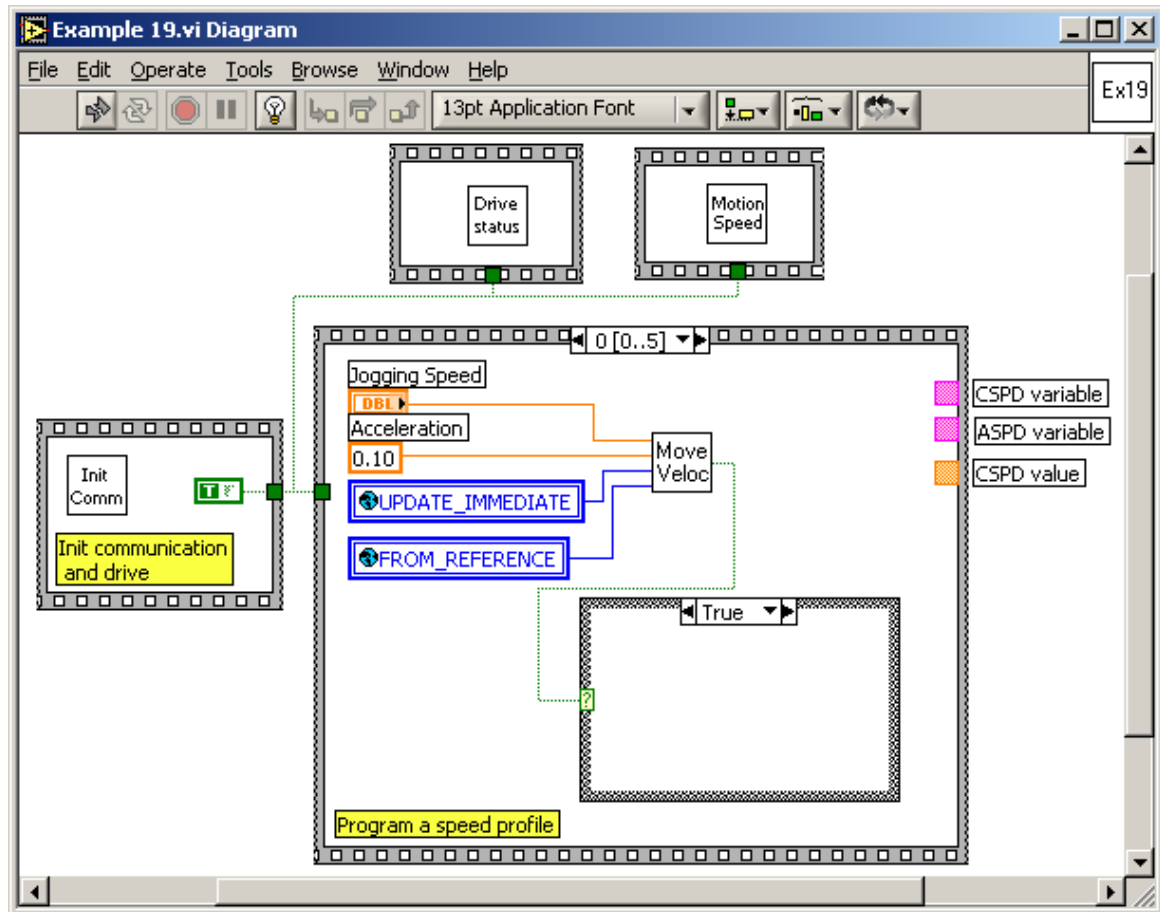 Example 19.vi Diagram
File Edit Operate Tools Browse Window Help
13pt Application Font
Ex19
Drive
status
Motion
Speed
0 [0..5]
Jogging Speed
DBL
Acceleration
0.10
Move
Veloc
UPDATE_IMMEDIATE
FROM_REFERENCE
CSPD variable
ASPD variable
CSPD value
Init
Comm
T F
Init communication
and drive
True
?
Program a speed profile